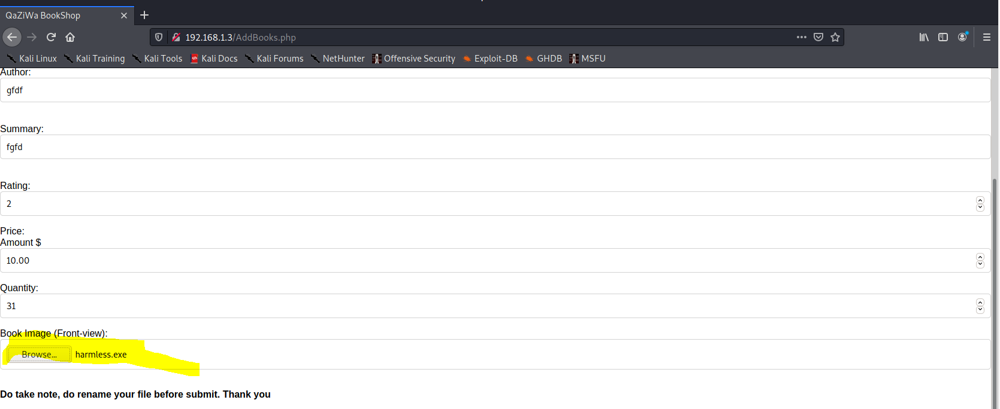 QaZiWa BookShop
192.168.1.3/AddBooks.php
Kali Linux Kali Training Kali Tools Kali Docs Kali Forums NetHunter Offensive Security Exploit-DB GHDB MSFU
Author:
gfdf
Summary:
fgfd
Rating:
2
Price:
Amount $
10.00
Quantity:
31
Book Image (Front-view):
Browse... harmless.exe
Do take note, do rename your file before submit. Thank you